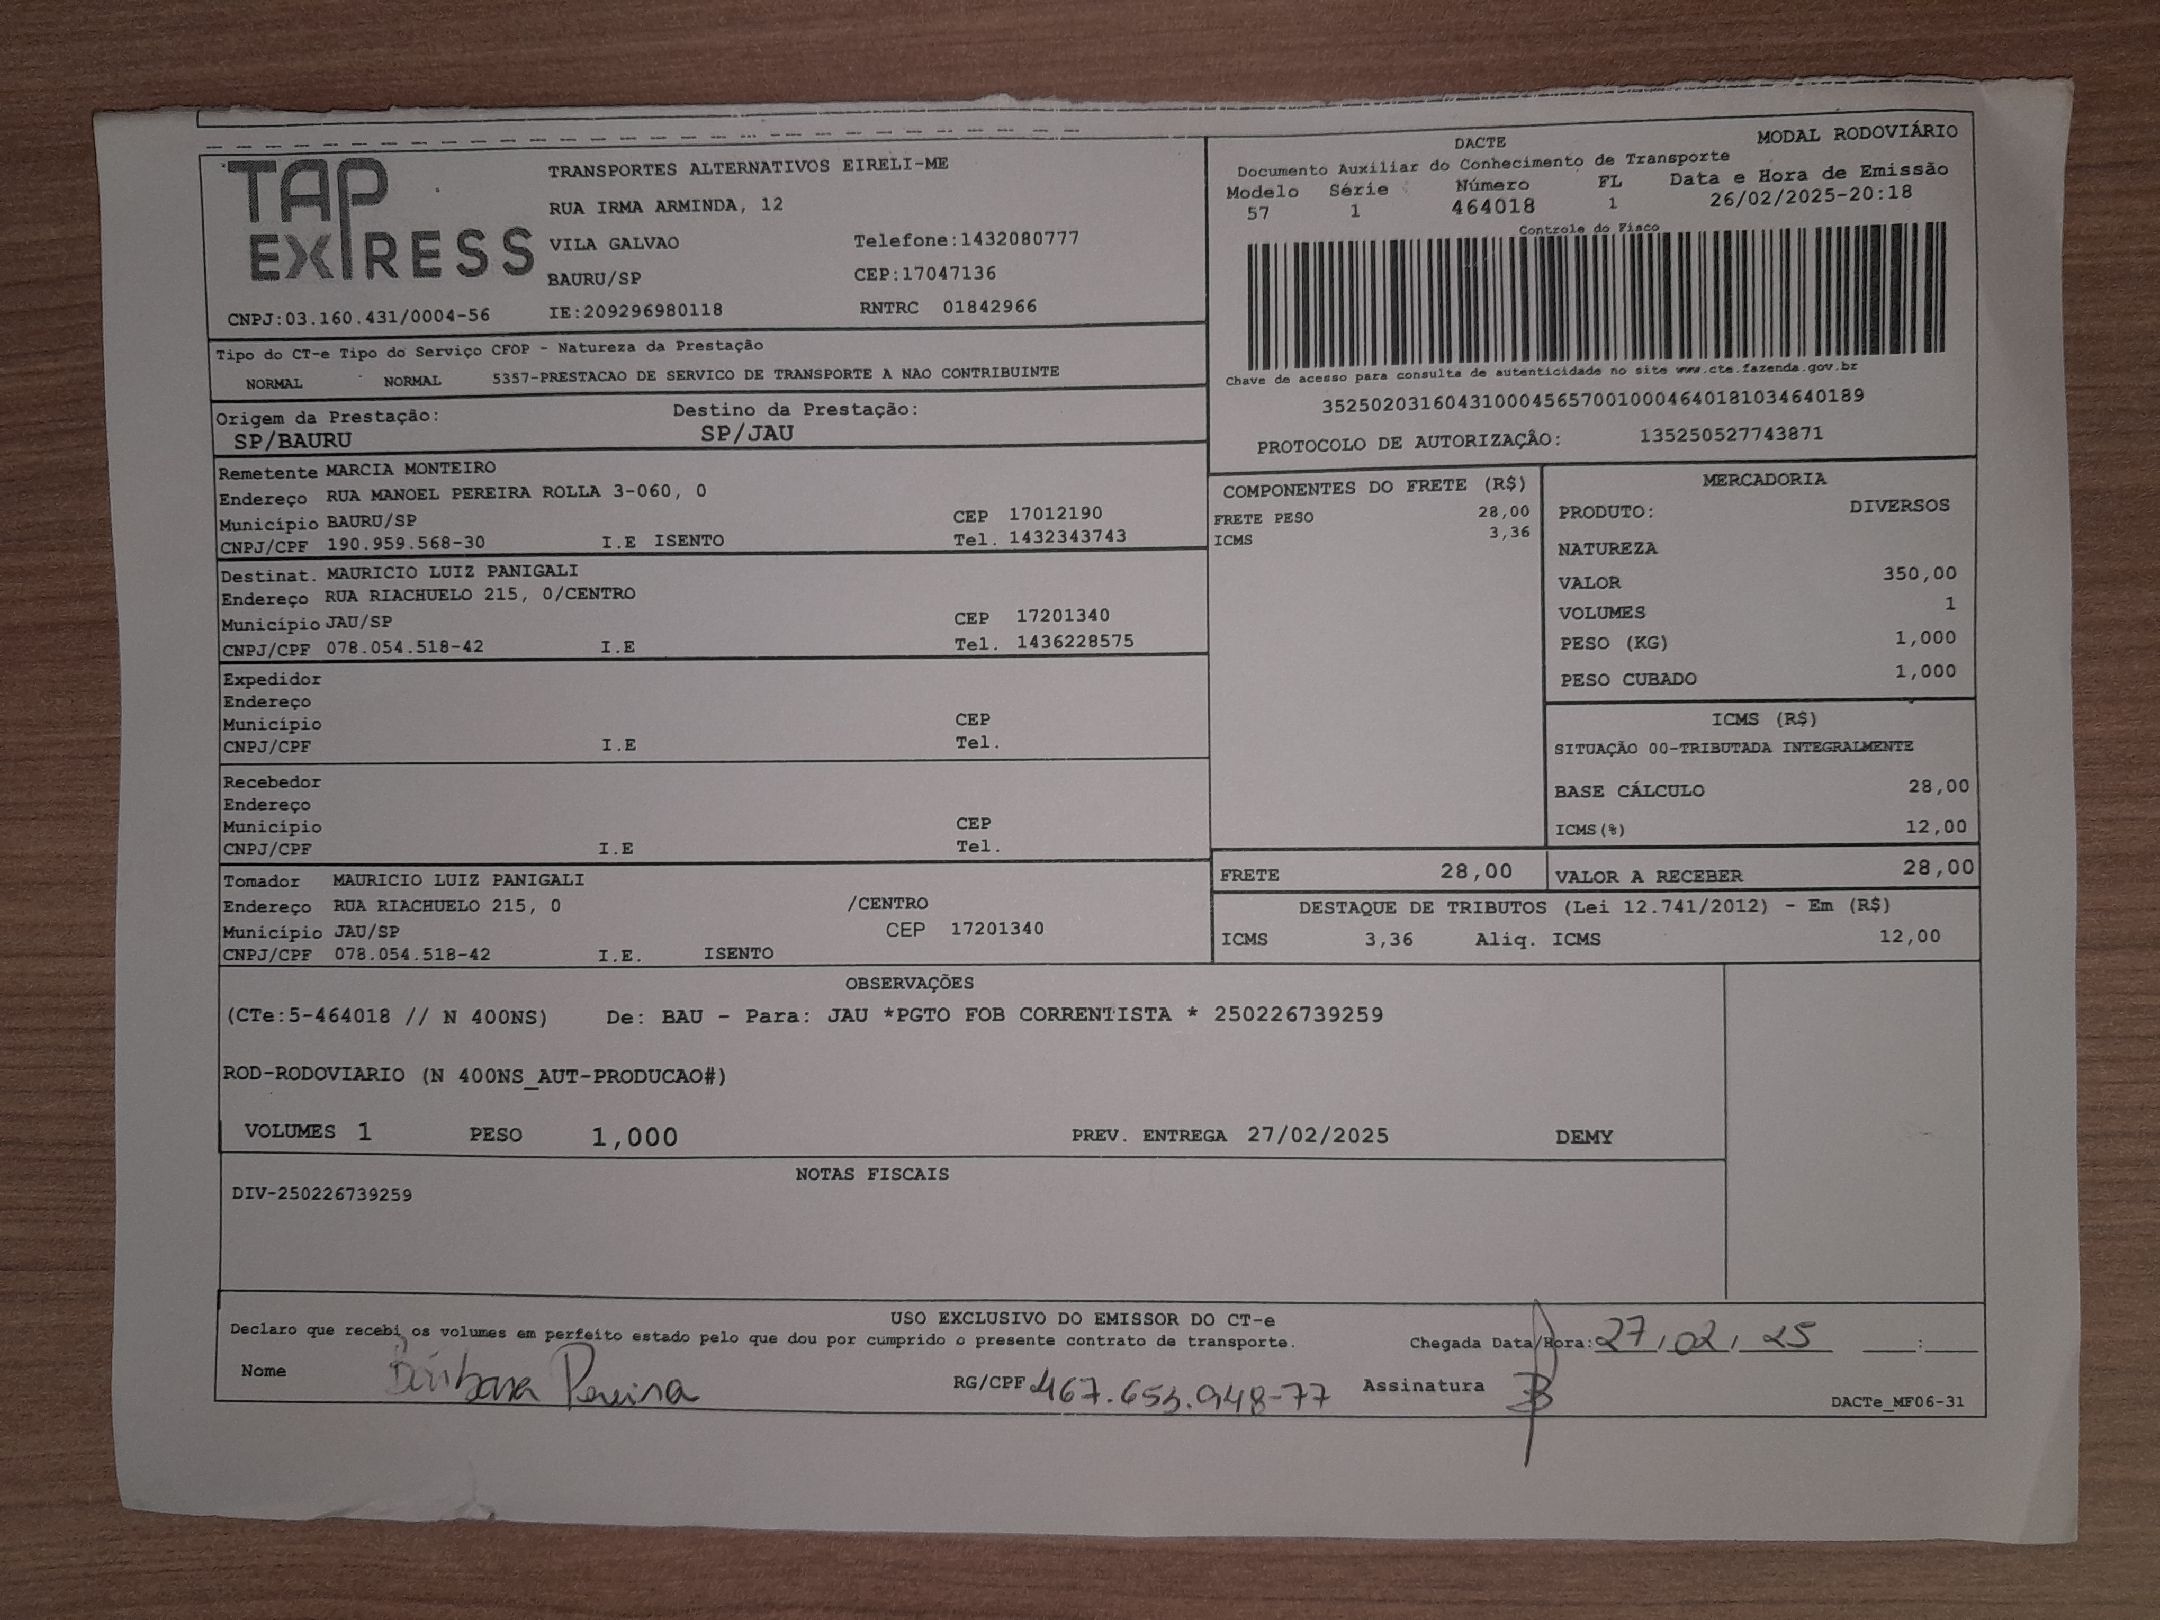 TAP EXPRESS
TRANSPORTES ALTERNATIVOS EIRELI-ME
RUA IRMA ARMINDA, 12
VILA GALVAO Telefone:1432080777
BAURU/SP CEP:17047136
CNPJ:03.160.431/0004-56 IE:209296980118 RNTRC 01842966
DACTE MODAL RODOVIÁRIO
Documento Auxiliar do Conhecimento de Transporte
Modelo Série Número FL Data e Hora de Emissão
57 1 464018 1 26/02/2025-20:18
Controle do Fisco
Chave de acesso para consulta de autenticidade no site www.cte.fazenda.gov.br
35250203160431000456570010004640181034640189
PROTOCOLO DE AUTORIZAÇÃO: 135250527743871
Tipo do CT-e Tipo do Serviço CFOP - Natureza da Prestação
NORMAL NORMAL 5357-PRESTACAO DE SERVICO DE TRANSPORTE A NAO CONTRIBUINTE
Origem da Prestação: Destino da Prestação:
SP/BAURU SP/JAU
Remetente MARCIA MONTEIRO
Endereço RUA MANOEL PEREIRA ROLLA 3-060, 0
Município BAURU/SP CEP 17012190
CNPJ/CPF 190.959.568-30 I.E ISENTO Tel. 1432343743
Destinat. MAURICIO LUIZ PANIGALI
Endereço RUA RIACHUELO 215, 0/CENTRO
Município JAU/SP CEP 17201340
CNPJ/CPF 078.054.518-42 I.E Tel. 1436228575
Expedidor
Endereço
Município CEP
CNPJ/CPF I.E Tel.
Recebedor
Endereço
Município CEP
CNPJ/CPF I.E Tel.
Tomador MAURICIO LUIZ PANIGALI
Endereço RUA RIACHUELO 215, 0 /CENTRO
Município JAU/SP CEP 17201340
CNPJ/CPF 078.054.518-42 I.E. ISENTO
COMPONENTES DO FRETE (R$)
FRETE PESO 28,00
ICMS 3,36
MERCADORIA
PRODUTO: DIVERSOS
NATUREZA
VALOR 350,00
VOLUMES 1
PESO (KG) 1,000
PESO CUBADO 1,000
ICMS (R$)
SITUAÇÃO 00-TRIBUTADA INTEGRALMENTE
BASE CÁLCULO 28,00
ICMS(%) 12,00
FRETE 28,00 VALOR A RECEBER 28,00
DESTAQUE DE TRIBUTOS (Lei 12.741/2012) - Em (R$)
ICMS 3,36 Aliq. ICMS 12,00
OBSERVAÇÕES
(CTe:5-464018 // N 400NS) De: BAU - Para: JAU *PGTO FOB CORRENTISTA * 250226739259
ROD-RODOVIARIO (N 400NS_AUT-PRODUCAO#)
VOLUMES 1 PESO 1,000 PREV. ENTREGA 27/02/2025 DEMY
NOTAS FISCAIS
DIV-250226739259
USO EXCLUSIVO DO EMISSOR DO CT-e
Declaro que recebi os volumes em perfeito estado pelo que dou por cumprido o presente contrato de transporte. Chegada Data/Hora: 27/02/25 :
Nome Bárbara Pereira RG/CPF 467.653.948-77 Assinatura
DACTe_MF06-31